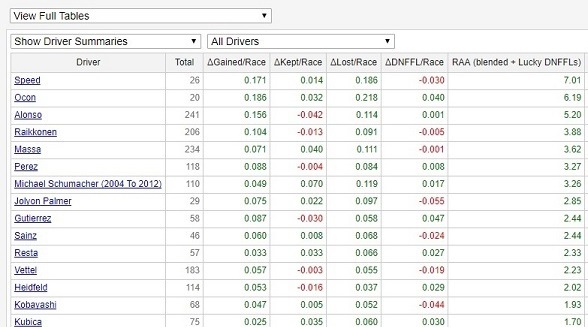 View Full Tables
Show Driver Summaries All Drivers
Driver Total ΔGained/Race ΔKept/Race ΔLost/Race ΔDNFFL/Race RAA (blended + Lucky DNFFLs)
Speed 26 0.171 0.014 0.186 -0.030 7.01
Ocon 20 0.186 0.032 0.218 0.040 6.19
Alonso 241 0.156 -0.042 0.114 0.001 5.20
Raikkonen 206 0.104 -0.013 0.091 -0.005 3.88
Massa 234 0.071 0.040 0.111 -0.001 3.62
Perez 118 0.088 -0.004 0.084 0.008 3.27
Michael Schumacher (2004 To 2012) 110 0.049 0.070 0.119 0.017 3.26
Jolyon Palmer 29 0.075 0.022 0.097 -0.055 2.85
Gutierrez 58 0.087 -0.030 0.058 0.047 2.44
Sainz 46 0.060 0.008 0.068 -0.024 2.44
Resta 57 0.033 0.033 0.066 0.027 2.33
Vettel 183 0.057 -0.003 0.055 -0.019 2.23
Heidfeld 114 0.053 -0.016 0.037 0.029 2.02
Kobayashi 68 0.047 0.005 0.052 -0.044 1.93
Kubica 75 0.025 0.035 0.060 0.030 1.70